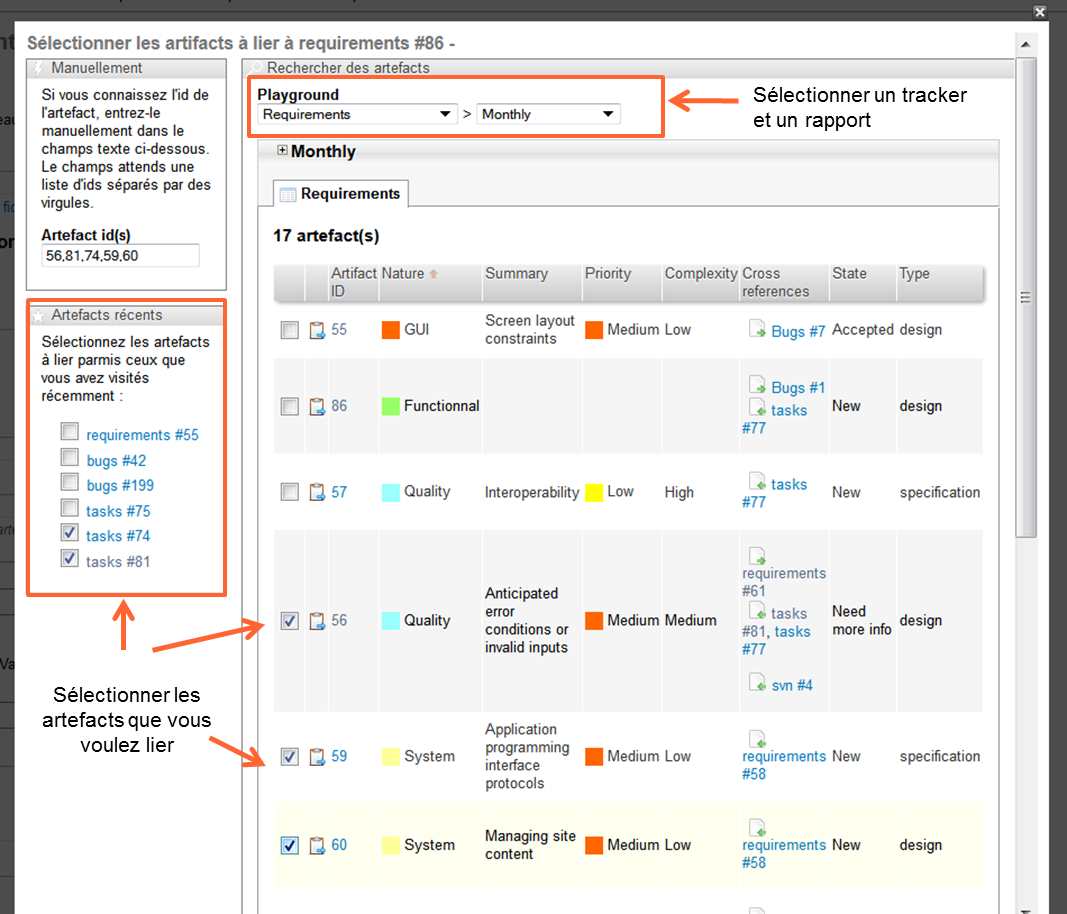 Sélectionner les artifacts à lier à requirements #86 -
Manuellement
Si vous connaissez l'id de
l'artefact, entrez-le
manuellement dans le
champs texte ci-dessous.
Le champs attends une
liste d'ids séparés par des
virgules.
Artefact id(s)
56,81,74,59,60
Artefacts récents
Sélectionnez les artefacts
à lier parmis ceux que
vous avez visités
récemment :
requirements #55
bugs #42
bugs #199
tasks #75
tasks #74
tasks #81
Sélectionner les
artefacts que vous
voulez lier
Rechercher des artefacts
Playground
Requirements > Monthly
Sélectionner un tracker
et un rapport
Monthly
Requirements
17 artefact(s)
Artifact ID Nature Summary Priority Complexity Cross references State Type
55 GUI Screen layout constraints Medium Low Bugs #7 Accepted design
86 Functionnal Bugs #1 tasks #77 New design
57 Quality Interoperability Low High tasks #77 New specification
56 Quality Anticipated error conditions or invalid inputs Medium Medium requirements #61 tasks #81, tasks #77 svn #4 Need more info design
59 System Application programming interface protocols Medium Low requirements #58 New specification
60 System Managing site content Medium Low requirements #58 New design